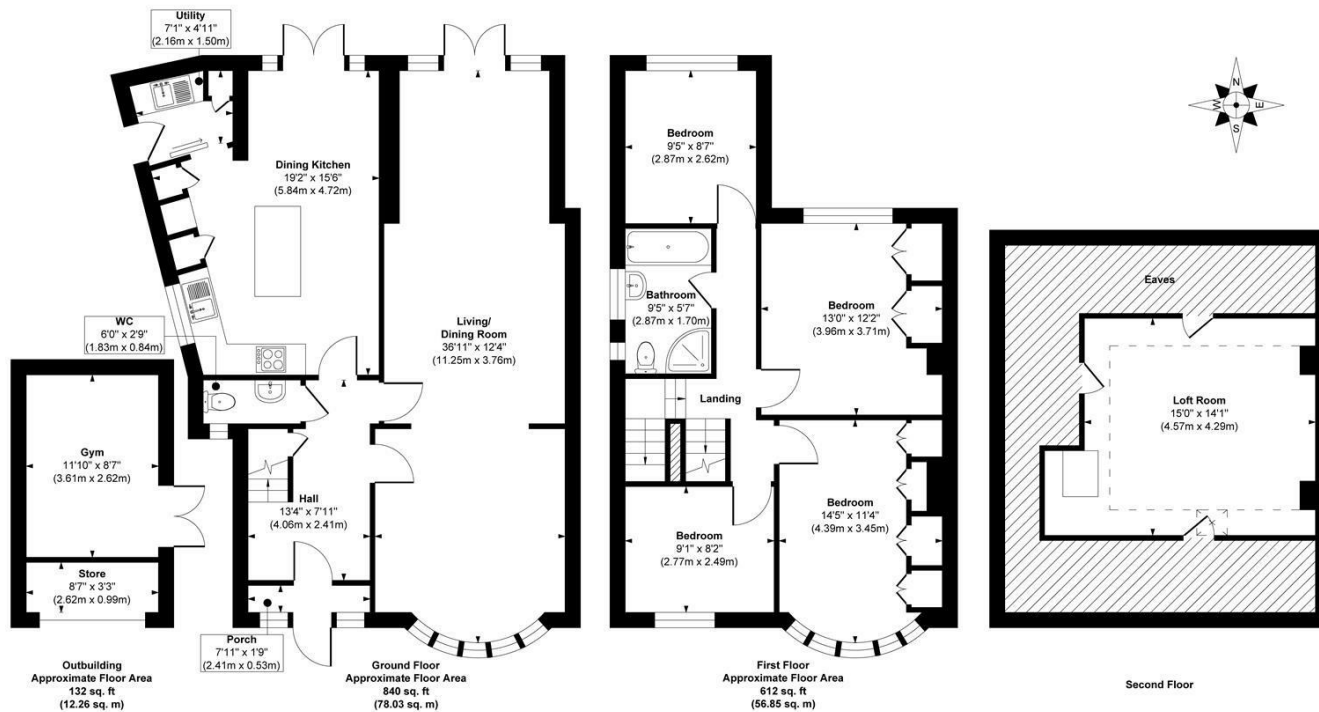 Utility
7'1" x 4'11"
(2.16m x 1.50m)
Dining Kitchen
19'2" x 15'6"
(5.84m x 4.72m)
WC
6'0" x 2'9"
(1.83m x 0.84m)
Living/
Dining Room
36'11" x 12'4"
(11.25m x 3.76m)
Gym
11'10" x 8'7"
(3.61m x 2.62m)
Store
8'7" x 3'3"
(2.62m x 0.99m)
Hall
13'4" x 7'11"
(4.06m x 2.41m)
Porch
7'11" x 1'9"
(2.41m x 0.53m)
Outbuilding
Approximate Floor Area
132 sq. ft
(12.26 sq. m)
Ground Floor
Approximate Floor Area
840 sq. ft
(78.03 sq. m)
Bedroom
9'5" x 8'7"
(2.87m x 2.62m)
Bathroom
9'5" x 5'7"
(2.87m x 1.70m)
Bedroom
13'0" x 12'2"
(3.96m x 3.71m)
Landing
Bedroom
9'1" x 8'2"
(2.77m x 2.49m)
Bedroom
14'5" x 11'4"
(4.39m x 3.45m)
First Floor
Approximate Floor Area
612 sq. ft
(56.85 sq. m)
N
W
E
S
Eaves
Loft Room
15'0" x 14'1"
(4.57m x 4.29m)
Second Floor